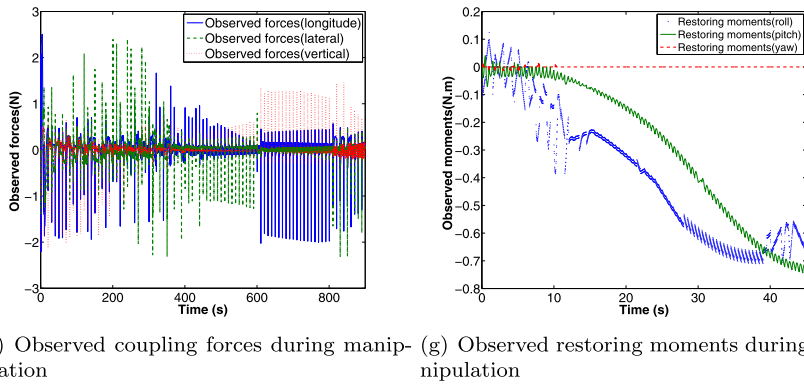 3
2
1
0
−1
−2
−3
Observed forces(N)
0
200
400
600
800
Time (s)
Observed forces(longitude)
Observed forces(lateral)
Observed forces(vertical)
0.2
0.1
0
−0.1
−0.2
−0.3
−0.4
−0.5
−0.6
−0.7
−0.8
Observed moments(N.m)
0
10
20
30
40
Time (s)
Restoring moments(roll)
Restoring moments(pitch)
Restoring moments(yaw)
) Observed coupling forces during manip-
ation
(g) Observed restoring moments during
nipulation